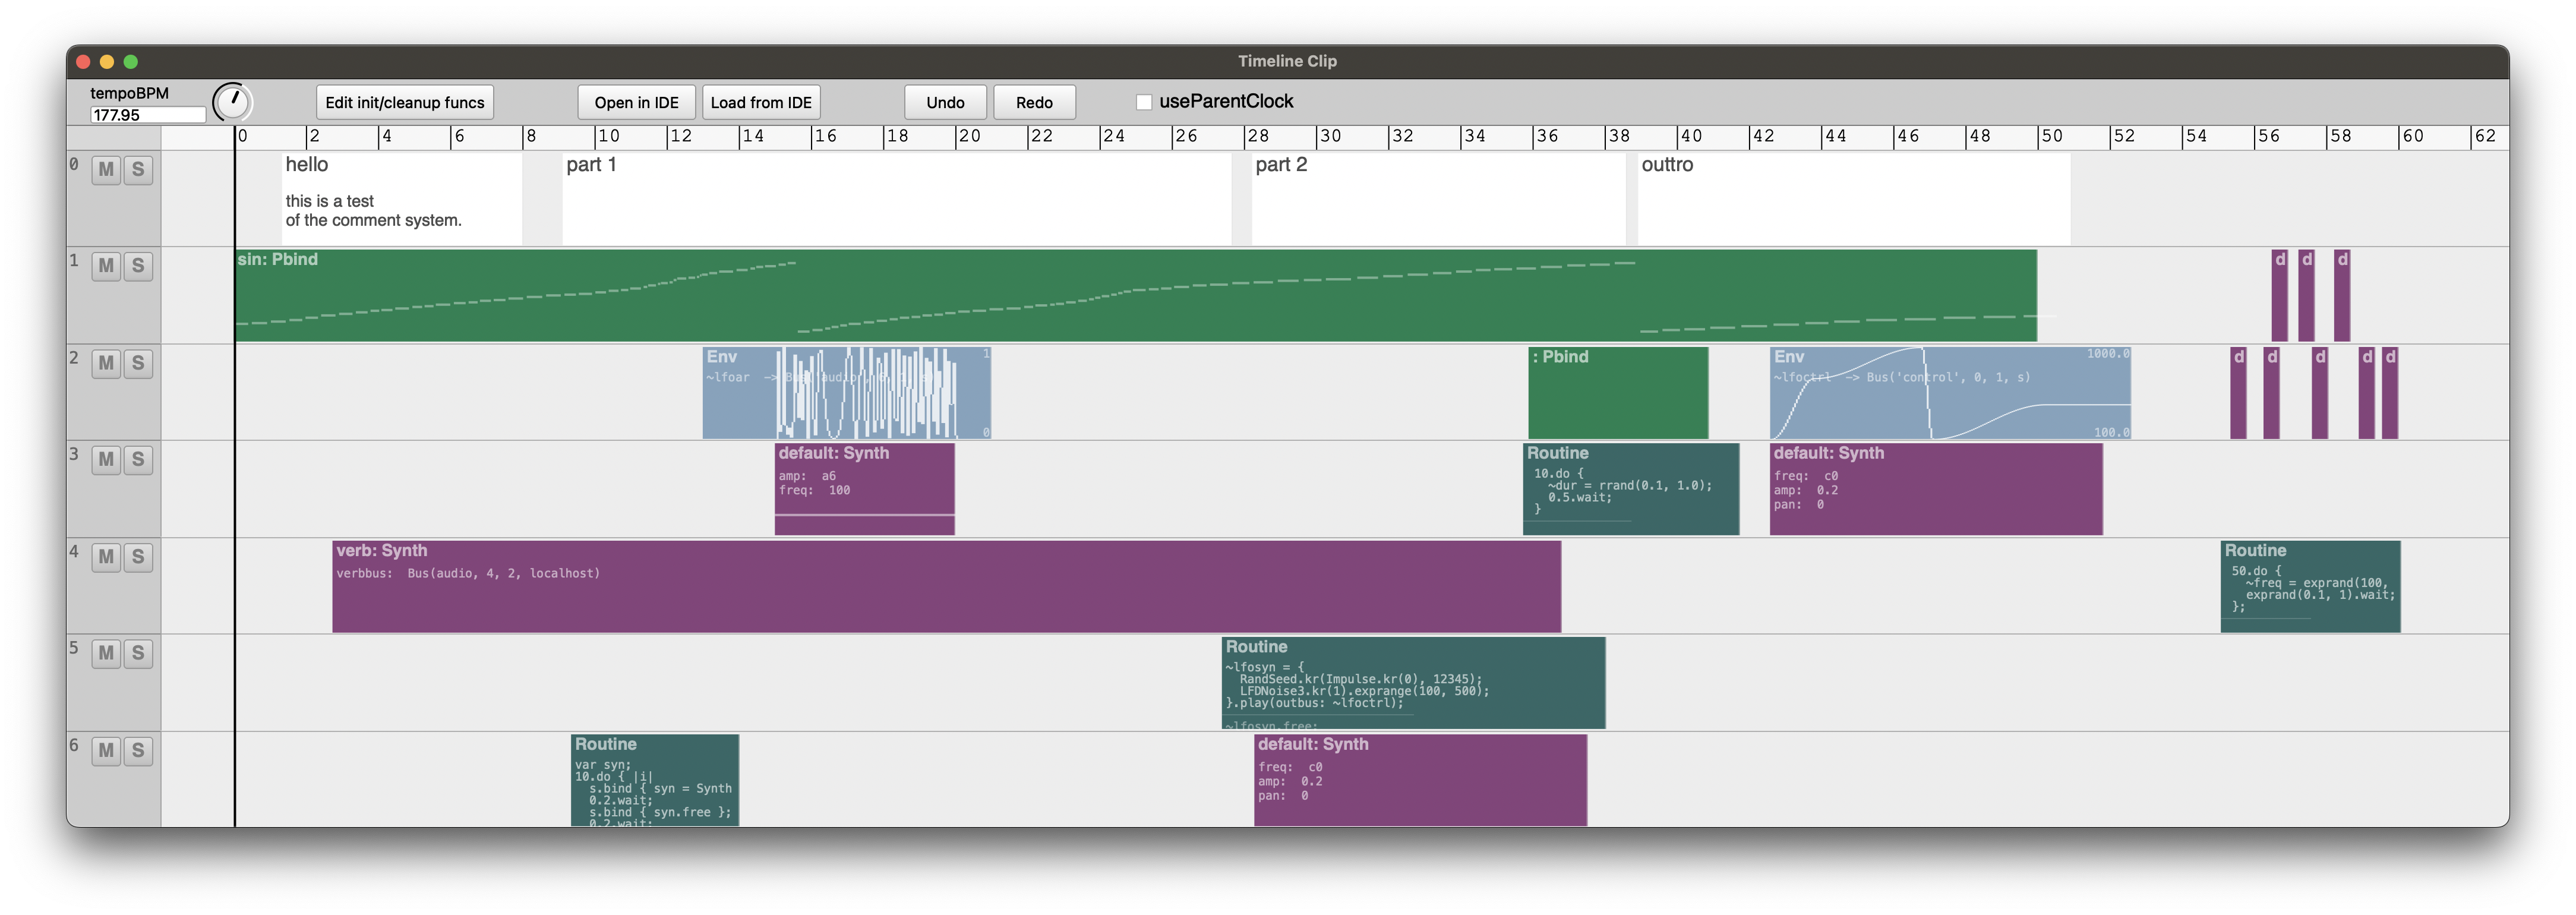 Timeline Clip
tempoBPM
177.95
Edit init/cleanup funcs
Open in IDE
Load from IDE
Undo
Redo
useParentClock
0 2 4 6 8 10 12 14 16 18 20 22 24 26 28 30 32 34 36 38 40 42 44 46 48 50 52 54 56 58 60 62
0 M S
hello
this is a test
of the comment system.
part 1
part 2
outtro
1 M S
sin: Pbind
d d d
2 M S
Env 1
~lfoar -> Bus('audio',
0
: Pbind
Env 1000.0
~lfoctrl -> Bus('control', 0, 1, s)
100.0
d d d d d
3 M S
default: Synth
amp: a6
freq: 100
Routine
10.do {
~dur = rrand(0.1, 1.0);
0.5.wait;
}
default: Synth
freq: c0
amp: 0.2
pan: 0
4 M S
verb: Synth
verbbus: Bus(audio, 4, 2, localhost)
Routine
50.do {
~freq = exprand(100,
exprand(0.1, 1).wait;
};
5 M S
Routine
~lfosyn = {
RandSeed.kr(Impulse.kr(0), 12345);
LFDNoise3.kr(1).exprange(100, 500);
}.play(outbus: ~lfoctrl);
~lfosyn.free;
6 M S
Routine
var syn;
10.do { |i|
s.bind { syn = Synth
0.2.wait;
s.bind { syn.free };
0.2.wait;
default: Synth
freq: c0
amp: 0.2
pan: 0